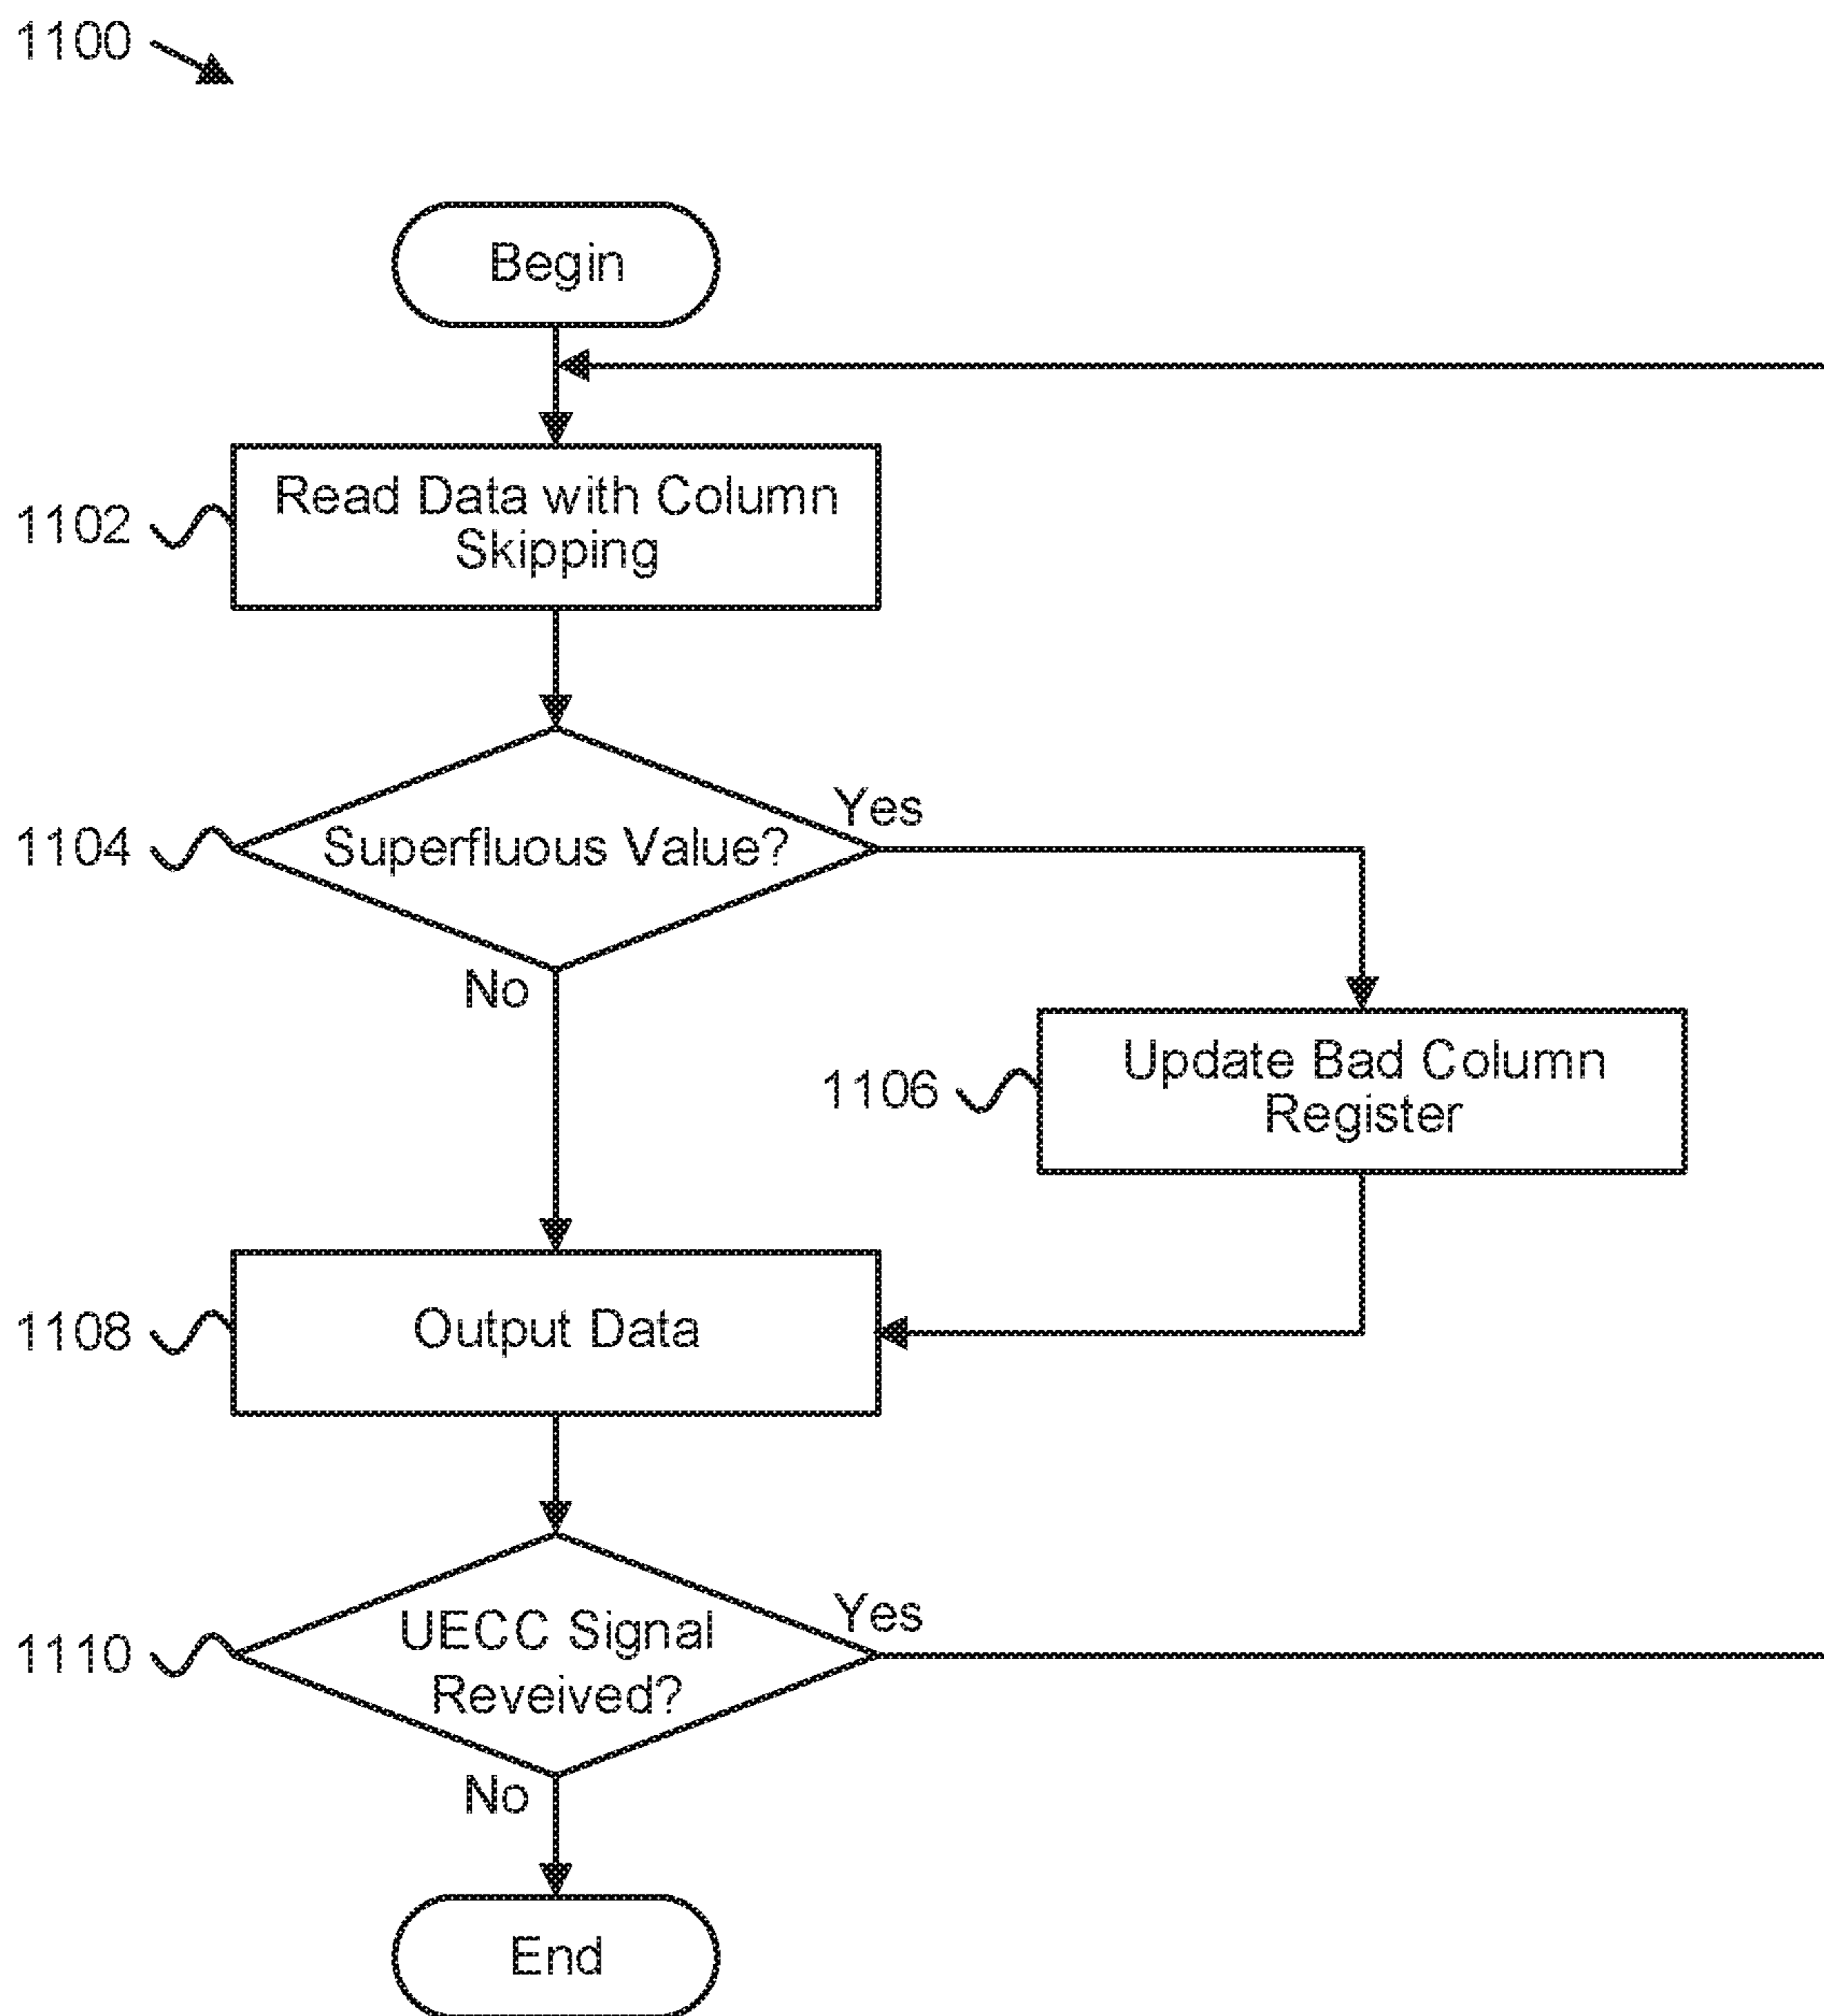 1100
Begin
1102
Read Data with Column
Skipping
1104
Superfluous Value?
Yes
No
1106
Update Bad Column
Register
1108
Output Data
1110
UECC Signal
Reveived?
Yes
No
End